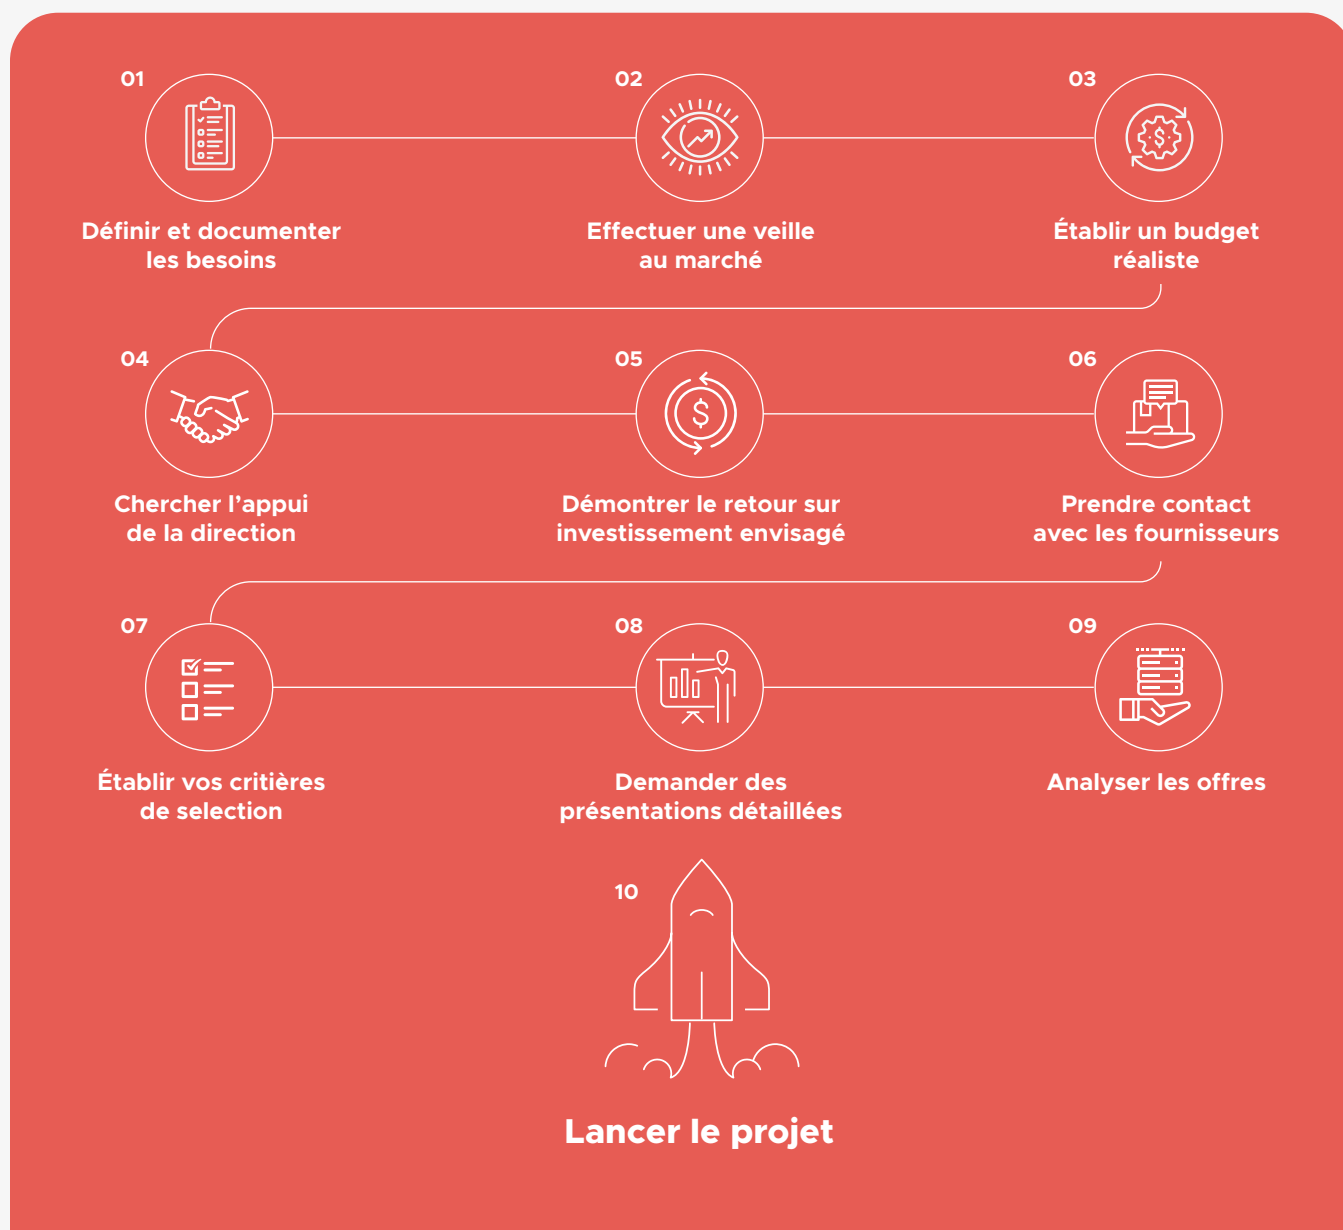 01
Définir et documenter
les besoins
02
Effectuer une veille
au marché
03
Établir un budget
réaliste
04
Chercher l’appui
de la direction
05
Démontrer le retour sur
investissement envisagé
06
Prendre contact
avec les fournisseurs
07
Établir vos critières
de selection
08
Demander des
présentations détaillées
09
Analyser les offres
10
Lancer le projet